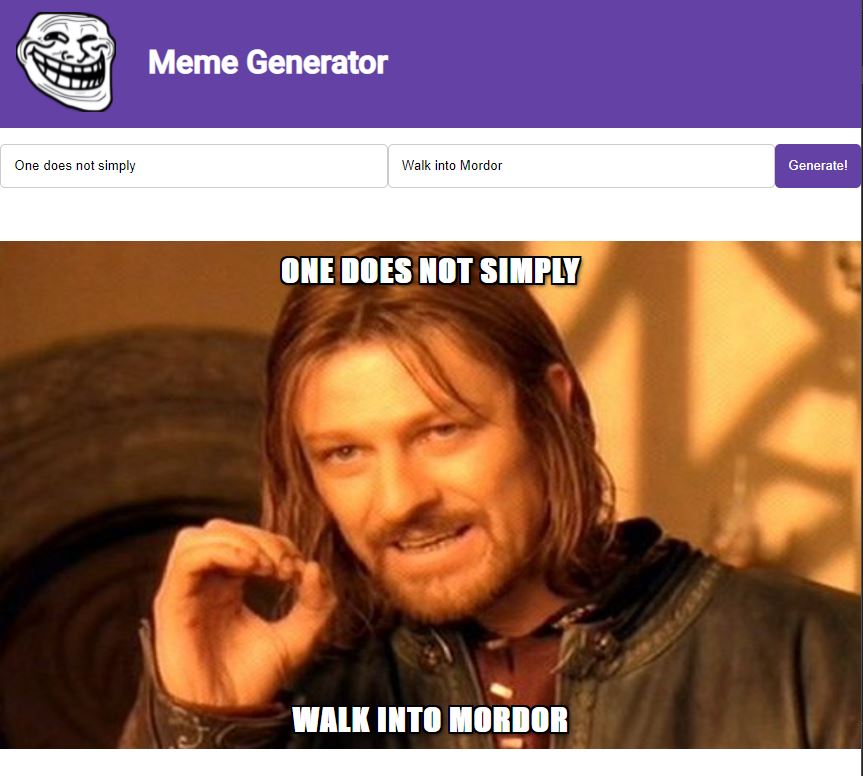 Meme Generator
One does not simply
Walk into Mordor
Generate!
ONE DOES NOT SIMPLY
WALK INTO MORDOR